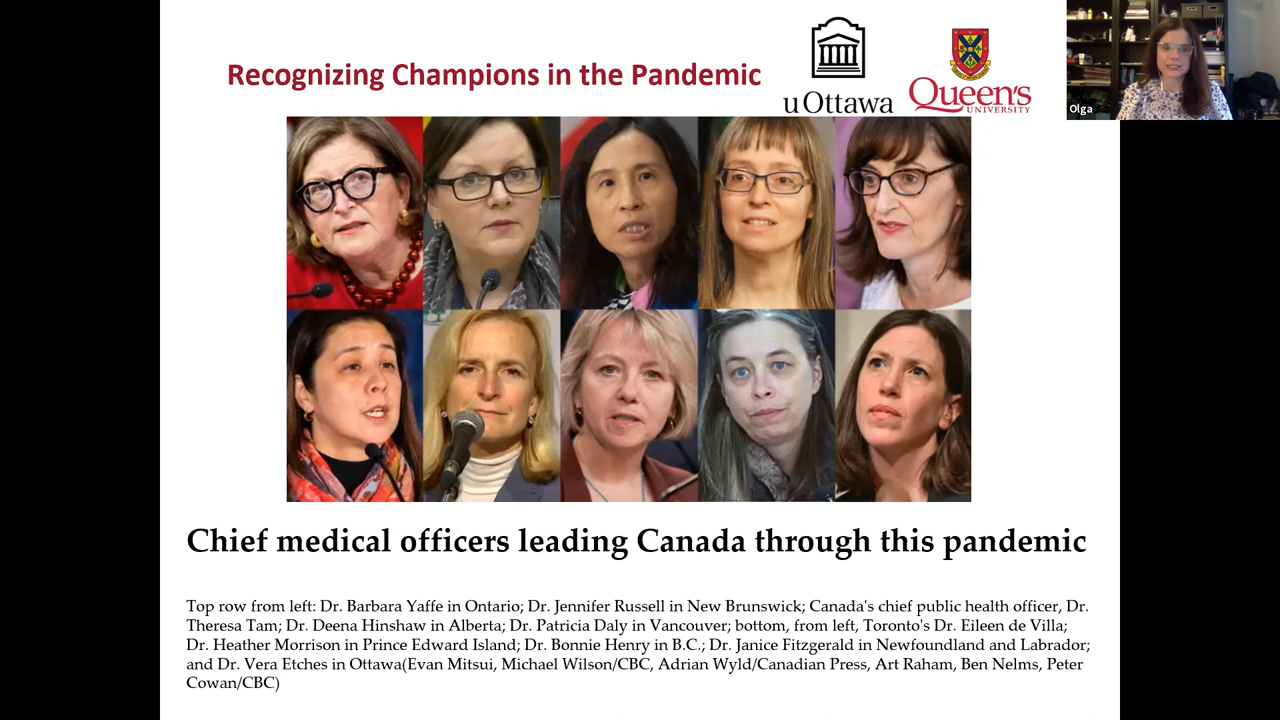 Recognizing Champions in the Pandemic
uOttawa
Queen's
UNIVERSITY
Olga
Chief medical officers leading Canada through this pandemic
Top row from left: Dr. Barbara Yaffe in Ontario; Dr. Jennifer Russell in New Brunswick; Canada's chief public health officer, Dr.
Theresa Tam; Dr. Deena Hinshaw in Alberta; Dr. Patricia Daly in Vancouver; bottom, from left, Toronto's Dr. Eileen de Villa;
Dr. Heather Morrison in Prince Edward Island; Dr. Bonnie Henry in B.C.; Dr. Janice Fitzgerald in Newfoundland and Labrador;
and Dr. Vera Etches in Ottawa(Evan Mitsui, Michael Wilson/CBC, Adrian Wyld/Canadian Press, Art Raham, Ben Nelms, Peter
Cowan/CBC)